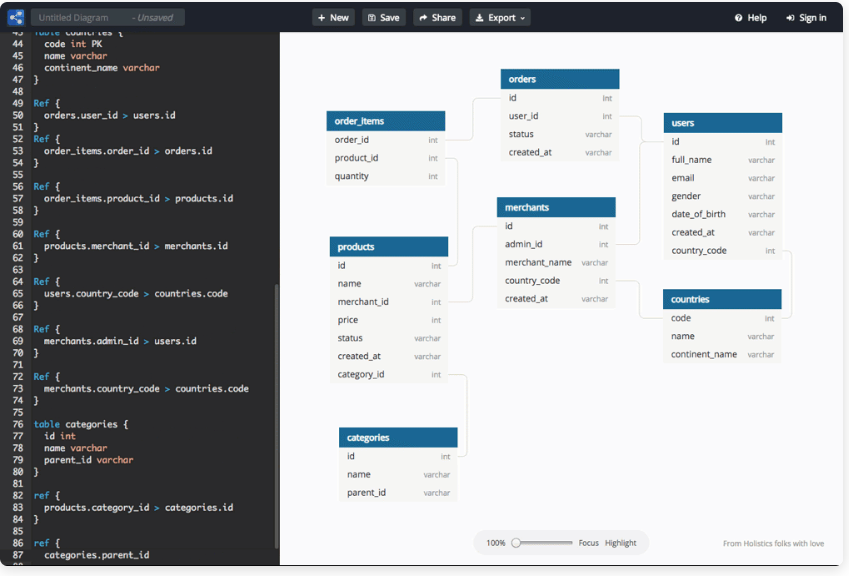 Untitled Diagram - Unsaved
+ New
Save
Share
Export
Help
Sign in
43 Table countries {
44 code int PK
45 name varchar
46 continent_name varchar
47 }
48
49 Ref {
50 orders.user_id > users.id
51 }
52 Ref {
53 order_items.order_id > orders.id
54 }
55
56 Ref {
57 order_items.product_id > products.id
58 }
59
60 Ref {
61 products.merchant_id > merchants.id
62 }
63
64 Ref {
65 users.country_code > countries.code
66 }
67
68 Ref {
69 merchants.admin_id > users.id
70 }
71
72 Ref {
73 merchants.country_code > countries.code
74 }
75
76 table categories {
77 id int
78 name varchar
79 parent_id varchar
80 }
81
82 ref {
83 products.category_id > categories.id
84 }
85
86 ref {
87 categories.parent_id
order_items
order_id int
product_id int
quantity int
orders
id int
user_id int
status varchar
created_at varchar
users
id int
full_name varchar
email varchar
gender varchar
date_of_birth varchar
created_at varchar
country_code int
merchants
id int
admin_id int
merchant_name varchar
country_code int
created_at varchar
products
id int
name varchar
merchant_id int
price int
status varchar
created_at varchar
category_id int
countries
code int
name varchar
continent_name varchar
categories
id int
name varchar
parent_id varchar
100% Focus Highlight
From Holistics folks with love